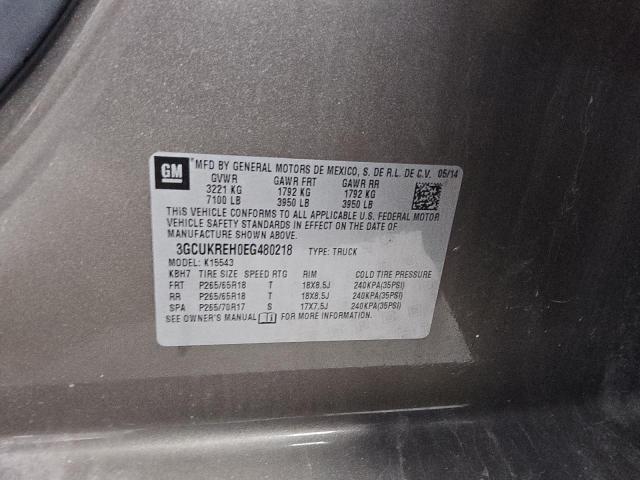 GM MFD BY GENERAL MOTORS DE MEXICO, S. DE R.L. DE C.V. 05/14
GVWR GAWR FRT GAWR RR
3221 KG 1792 KG 1792 KG
7100 LB 3950 LB 3950 LB
THIS VEHICLE CONFORMS TO ALL APPLICABLE U.S. FEDERAL MOTOR
VEHICLE SAFETY STANDARDS IN EFFECT ON THE DATE OF
MANUFACTURE SHOWN ABOVE.
3GCUKREH0EG480218 TYPE: TRUCK
MODEL: K15543
KBH7 TIRE SIZE SPEED RTG RIM COLD TIRE PRESSURE
FRT P265/65R18 T 18X8.5J 240KPA(35PSI)
RR P265/65R18 T 18X8.5J 240KPA(35PSI)
SPA P265/70R17 S 17X7.5J 240KPA(35PSI)
SEE OWNER'S MANUAL FOR MORE INFORMATION.